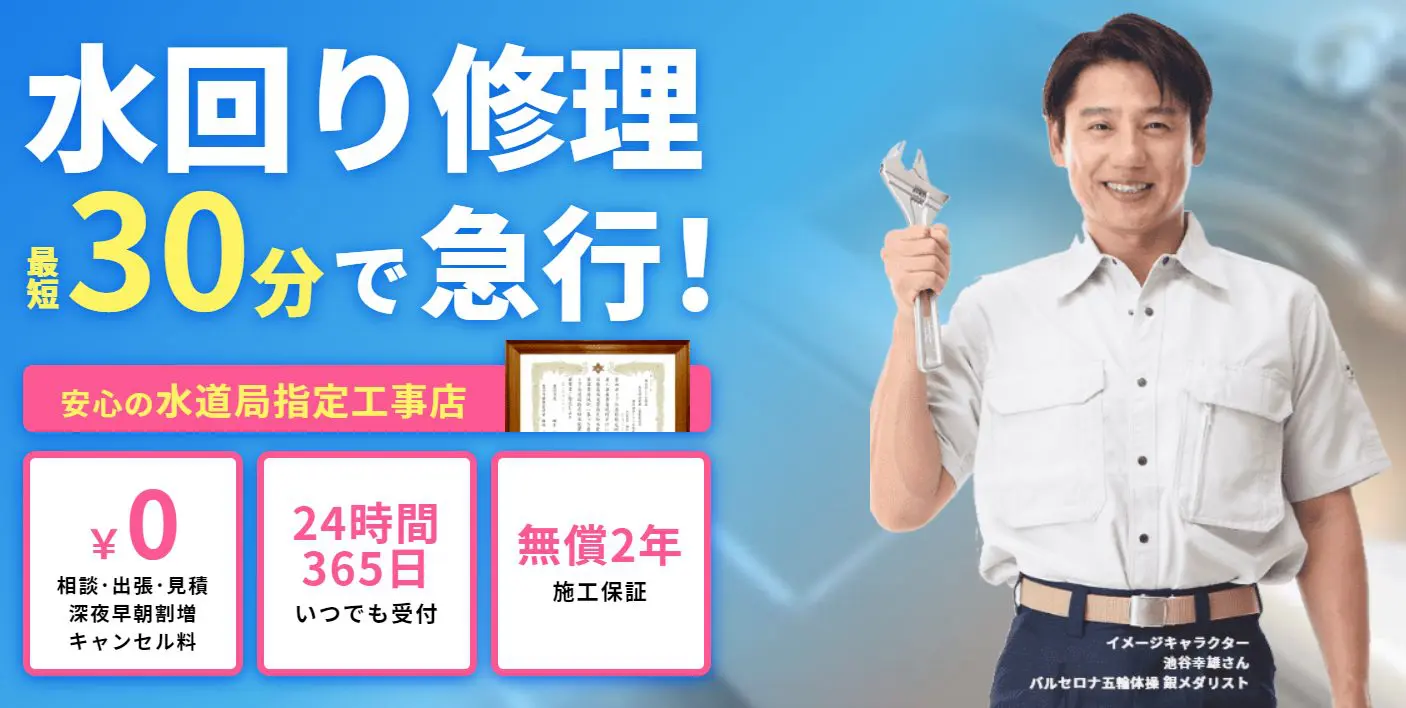 水回り修理
最短30分で急行!
安心の水道局指定工事店
¥0
相談・出張・見積
深夜早朝割増
キャンセル料
24時間
365日
いつでも受付
無償2年
施工保証
イメージキャラクター
池谷幸雄さん
バルセロナ五輪体操 銀メダリスト